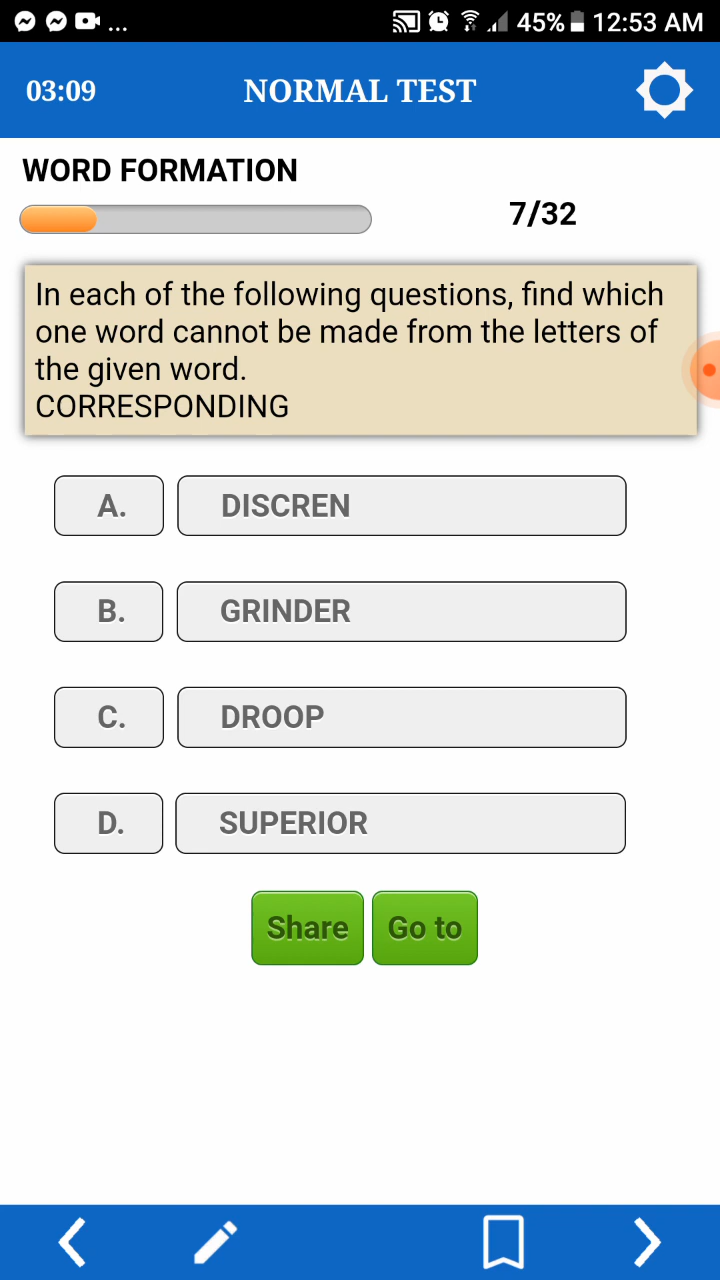 ... 45% 12:53 AM
03:09 NORMAL TEST
WORD FORMATION
7/32
In each of the following questions, find which
one word cannot be made from the letters of
the given word.
CORRESPONDING
A. DISCREN
B. GRINDER
C. DROOP
D. SUPERIOR
Share Go to